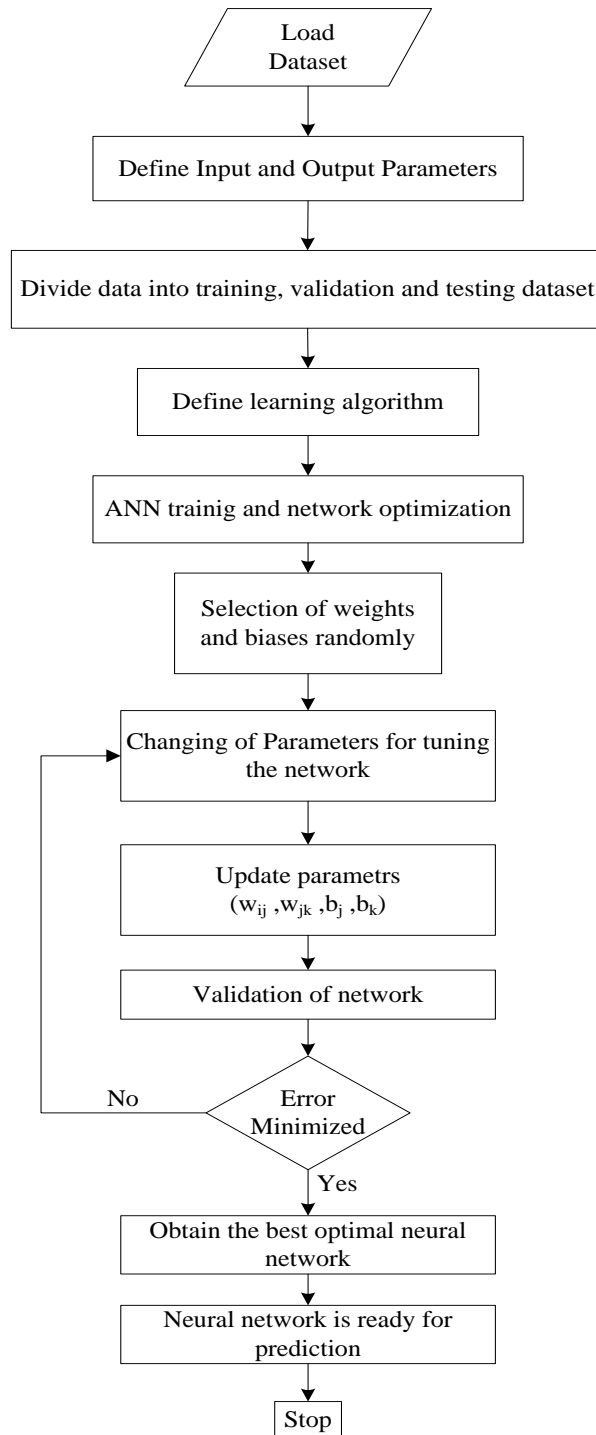 Load
Dataset
Define Input and Output Parameters
Divide data into training, validation and testing dataset
Define learning algorithm
ANN trainig and network optimization
Selection of weights
and biases randomly
Changing of Parameters for tuning
the network
Update parametrs
(wij ,wjk ,bj ,bk)
Validation of network
No
Error
Minimized
Yes
Obtain the best optimal neural
network
Neural network is ready for
prediction
Stop